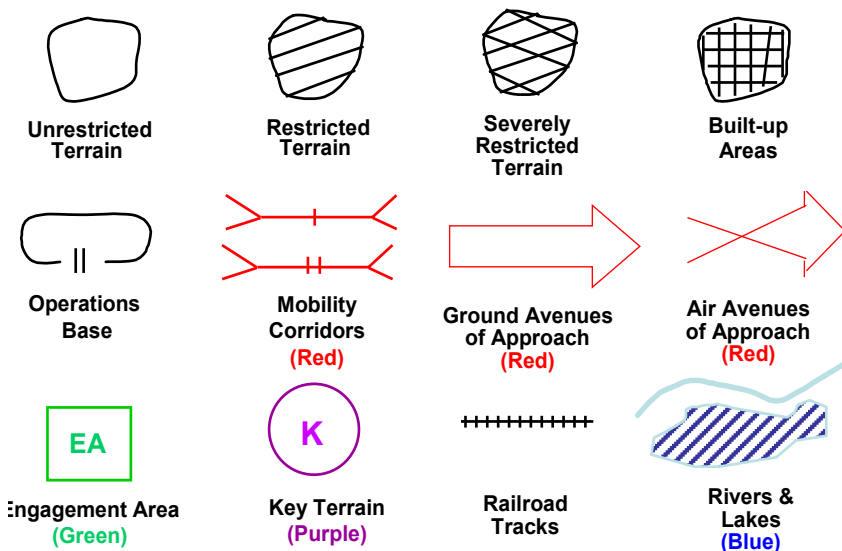 Unrestricted
Terrain
Restricted
Terrain
Severely
Restricted
Terrain
Built-up
Areas
Operations
Base
Mobility
Corridors
(Red)
Ground Avenues
of Approach
(Red)
Air Avenues
of Approach
(Red)
EA
Engagement Area
(Green)
K
Key Terrain
(Purple)
Railroad
Tracks
Rivers &
Lakes
(Blue)